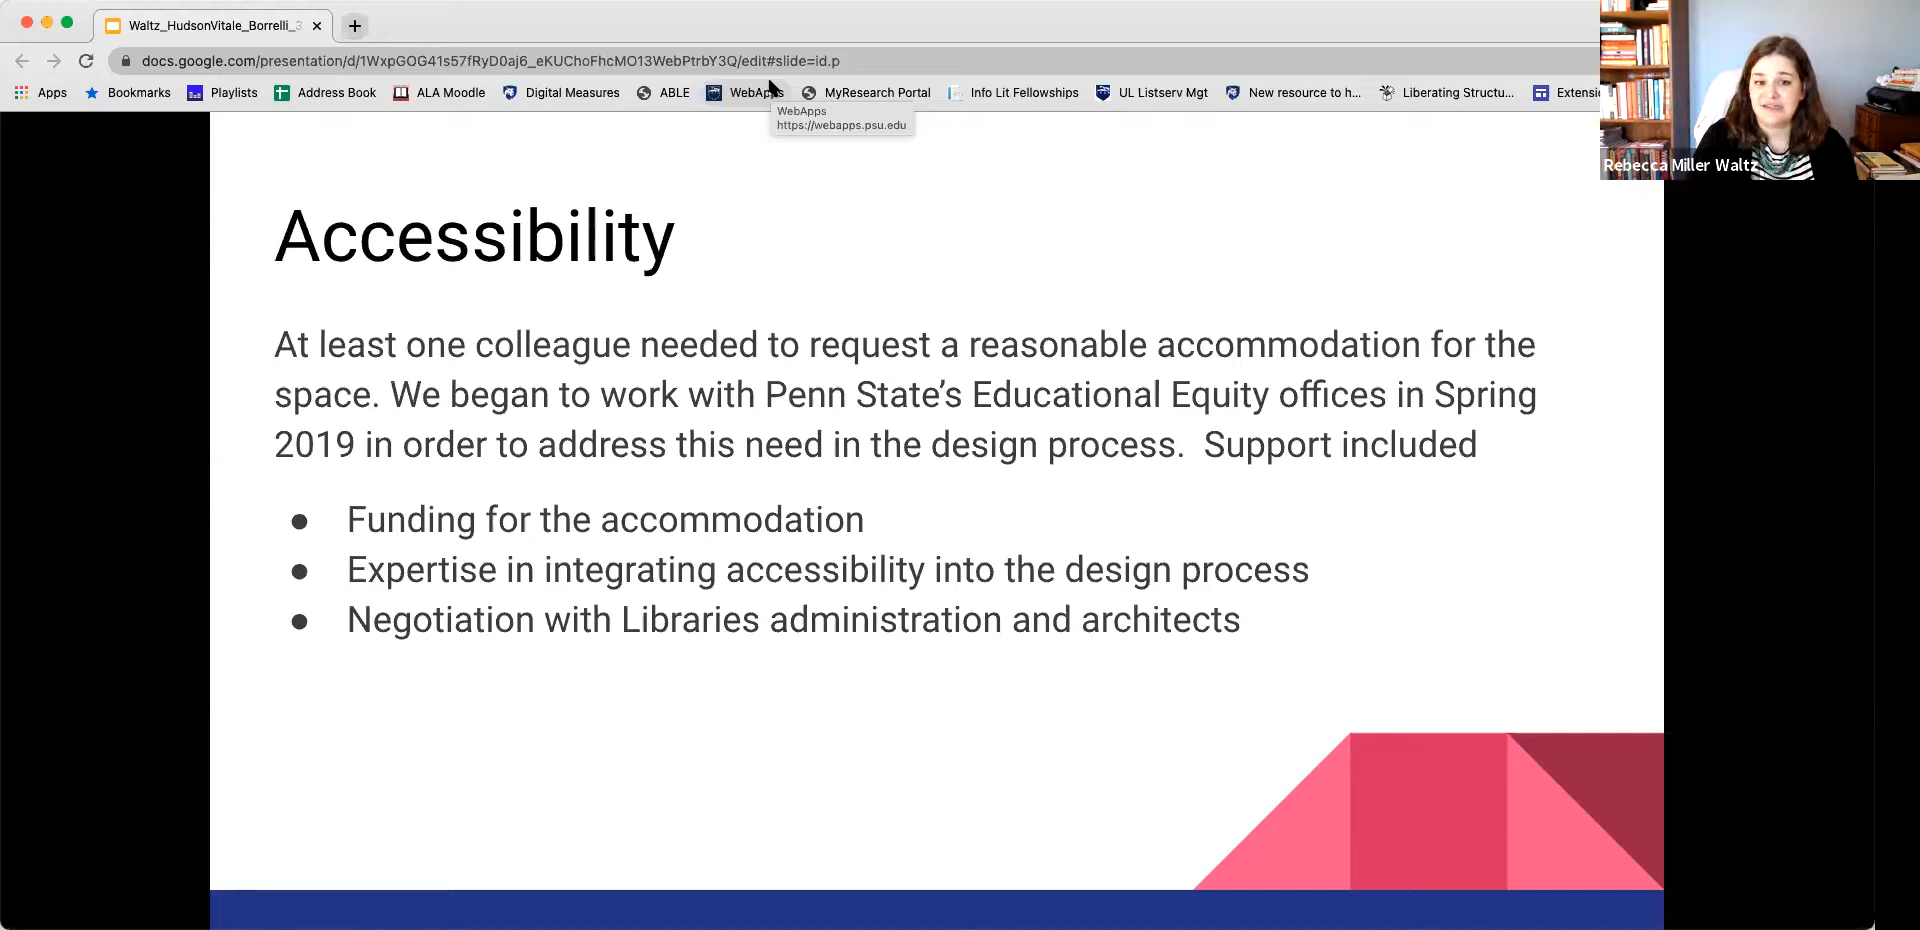 Waltz_HudsonVitale_Borrelli_3
docs.google.com/presentation/d/1WxpGOG41s57fRyD0aj6_eKUChoFhcMO13WebPtrbY3Q/edit#slide=id.p
Apps Bookmarks Playlists Address Book ALA Moodle Digital Measures ABLE WebApps MyResearch Portal Info Lit Fellowships UL Listserv Mgt New resource to h... Liberating Structu... Extensi
WebApps
https://webapps.psu.edu
Rebecca Miller Waltz
Accessibility
At least one colleague needed to request a reasonable accommodation for the
space. We began to work with Penn State’s Educational Equity offices in Spring
2019 in order to address this need in the design process.  Support included
● Funding for the accommodation
● Expertise in integrating accessibility into the design process
● Negotiation with Libraries administration and architects